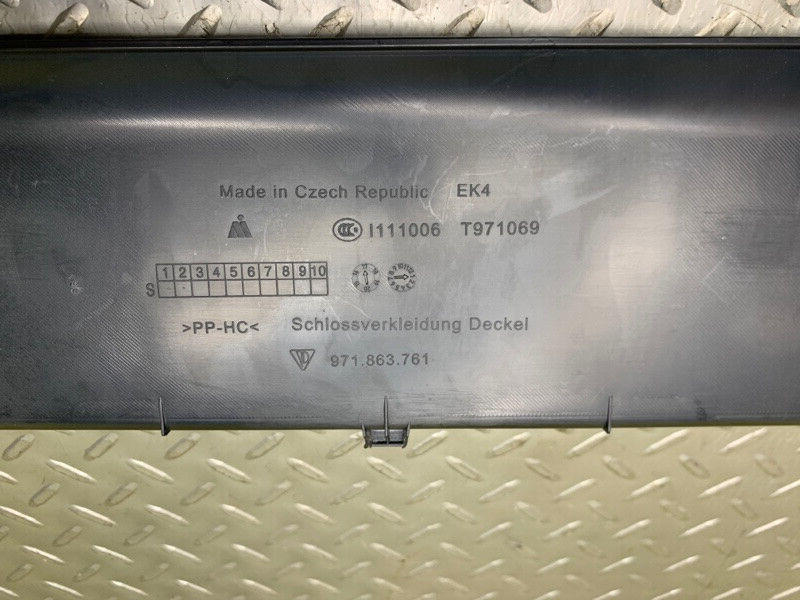 Made in Czech Republic EK4
CCC I111006 T971069
1 2 3 4 5 6 7 8 9 10
S
>PP-HC< Schlossverkleidung Deckel
971.863.761